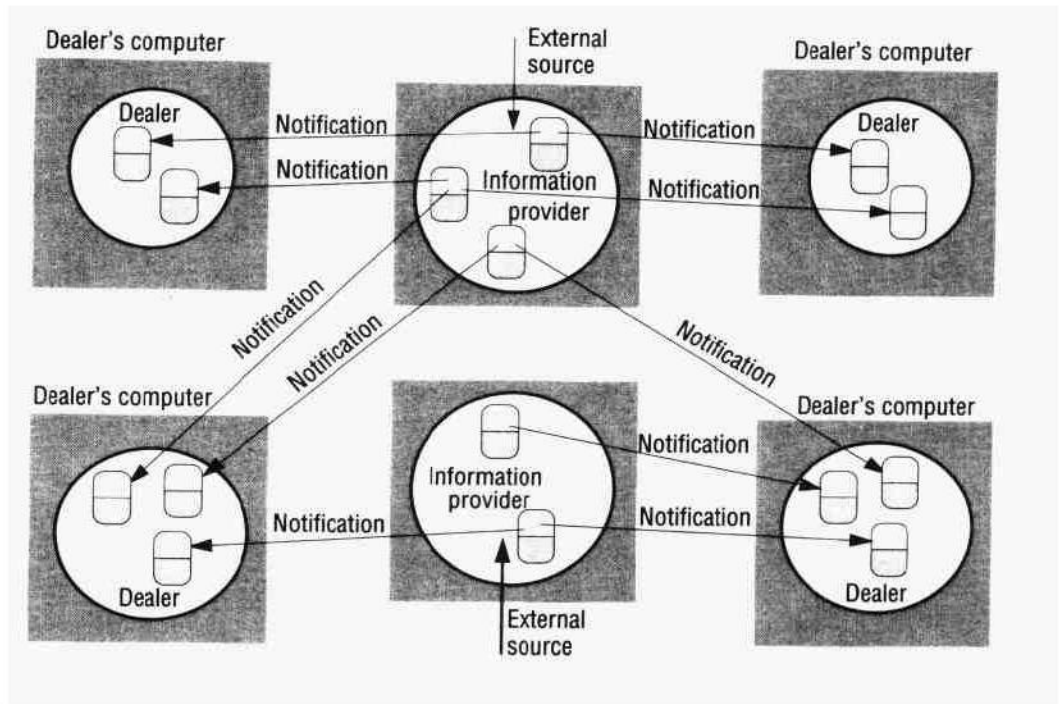 Dealer's computer
External
source
Dealer's computer
Dealer
Notification
Notification
Dealer
Notification
Information
provider
Notification
Notification
Notification
Notification
Dealer's computer
Dealer's computer
Notification
Information
provider
Notification
Notification
Dealer
Dealer
External
source